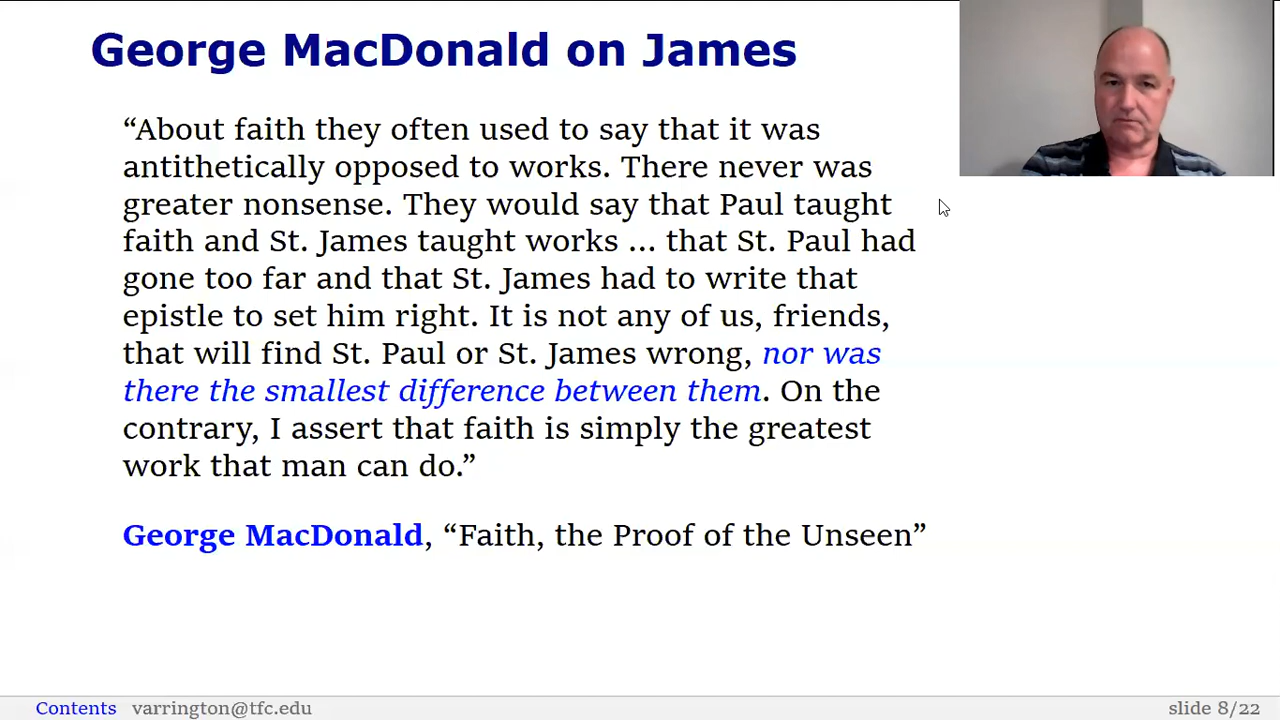 George MacDonald on James
“About faith they often used to say that it was
antithetically opposed to works. There never was
greater nonsense. They would say that Paul taught
faith and St. James taught works ... that St. Paul had
gone too far and that St. James had to write that
epistle to set him right. It is not any of us, friends,
that will find St. Paul or St. James wrong, nor was
there the smallest difference between them. On the
contrary, I assert that faith is simply the greatest
work that man can do.”
George MacDonald, “Faith, the Proof of the Unseen”
Contents varrington@tfc.edu slide 8/22